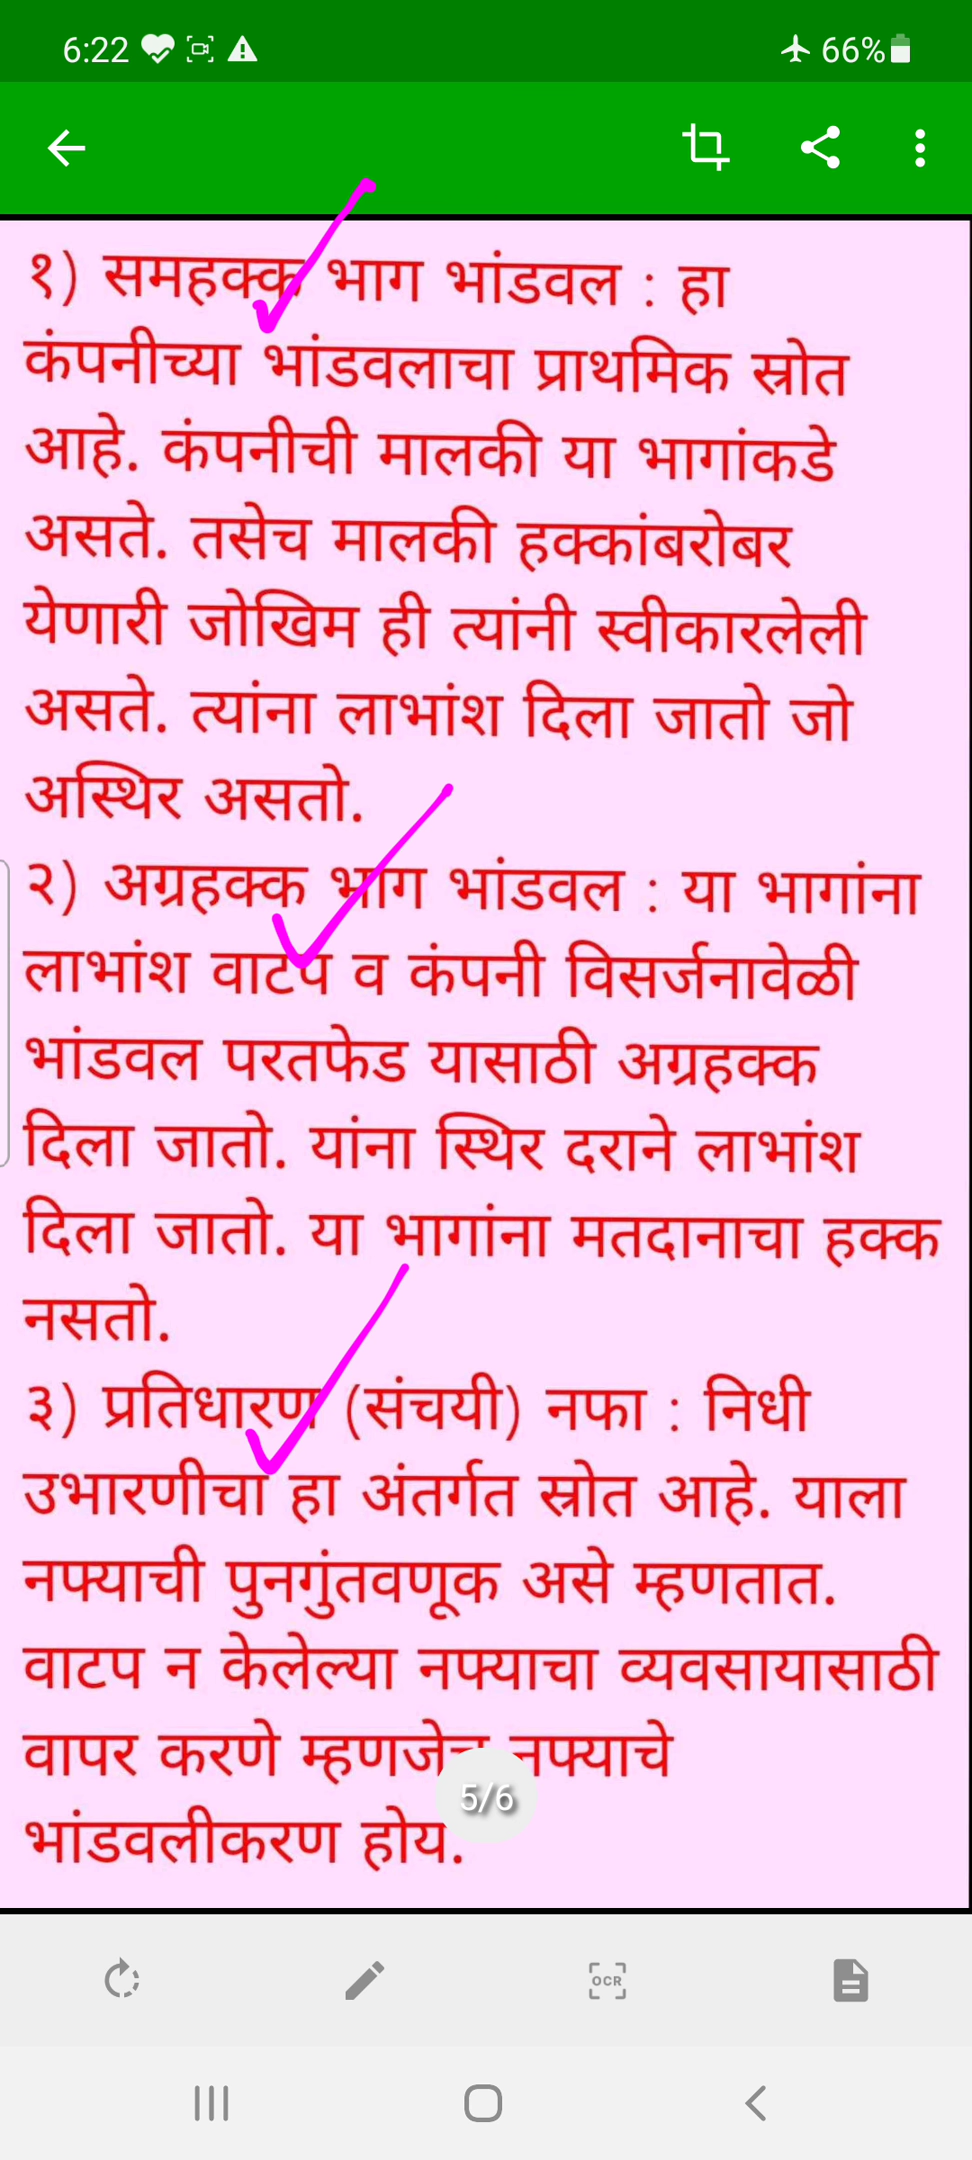 6:22
66%
१) समहक्क भाग भांडवल : हा
कंपनीच्या भांडवलाचा प्राथमिक स्रोत
आहे. कंपनीची मालकी या भागांकडे
असते. तसेच मालकी हक्कांबरोबर
येणारी जोखिम ही त्यांनी स्वीकारलेली
असते. त्यांना लाभांश दिला जातो जो
अस्थिर असतो.
२) अग्रहक्क भाग भांडवल : या भागांना
लाभांश वाटप व कंपनी विसर्जनावेळी
भांडवल परतफेड यासाठी अग्रहक्क
दिला जातो. यांना स्थिर दराने लाभांश
दिला जातो. या भागांना मतदानाचा हक्क
नसतो.
३) प्रतिधारण (संचयी) नफा : निधी
उभारणीचा हा अंतर्गत स्रोत आहे. याला
नफ्याची पुनगुंतवणूक असे म्हणतात.
वाटप न केलेल्या नफ्याचा व्यवसायासाठी
वापर करणे म्हणजेच नफ्याचे
5/6
भांडवलीकरण होय.
OCR